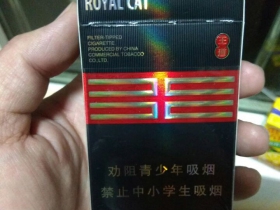 ROYAL CAT
FILTER TIPPED
CIGARETTE
PRODUCED BY CHINA
COMMERCIAL TOBACCO
CO.,LTD.
劝阻青少年吸烟
禁止中小学生吸烟